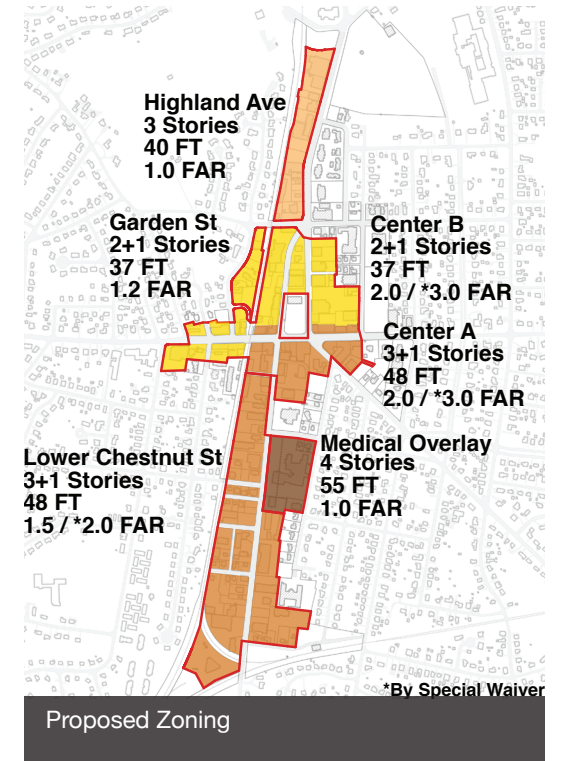 Highland Ave
3 Stories
40 FT
1.0 FAR
Garden St
2+1 Stories
37 FT
1.2 FAR
Center B
2+1 Stories
37 FT
2.0 / *3.0 FAR
Center A
3+1 Stories
48 FT
2.0 / *3.0 FAR
Lower Chestnut St
3+1 Stories
48 FT
1.5 / *2.0 FAR
Medical Overlay
4 Stories
55 FT
1.0 FAR
*By Special Waiver
Proposed Zoning